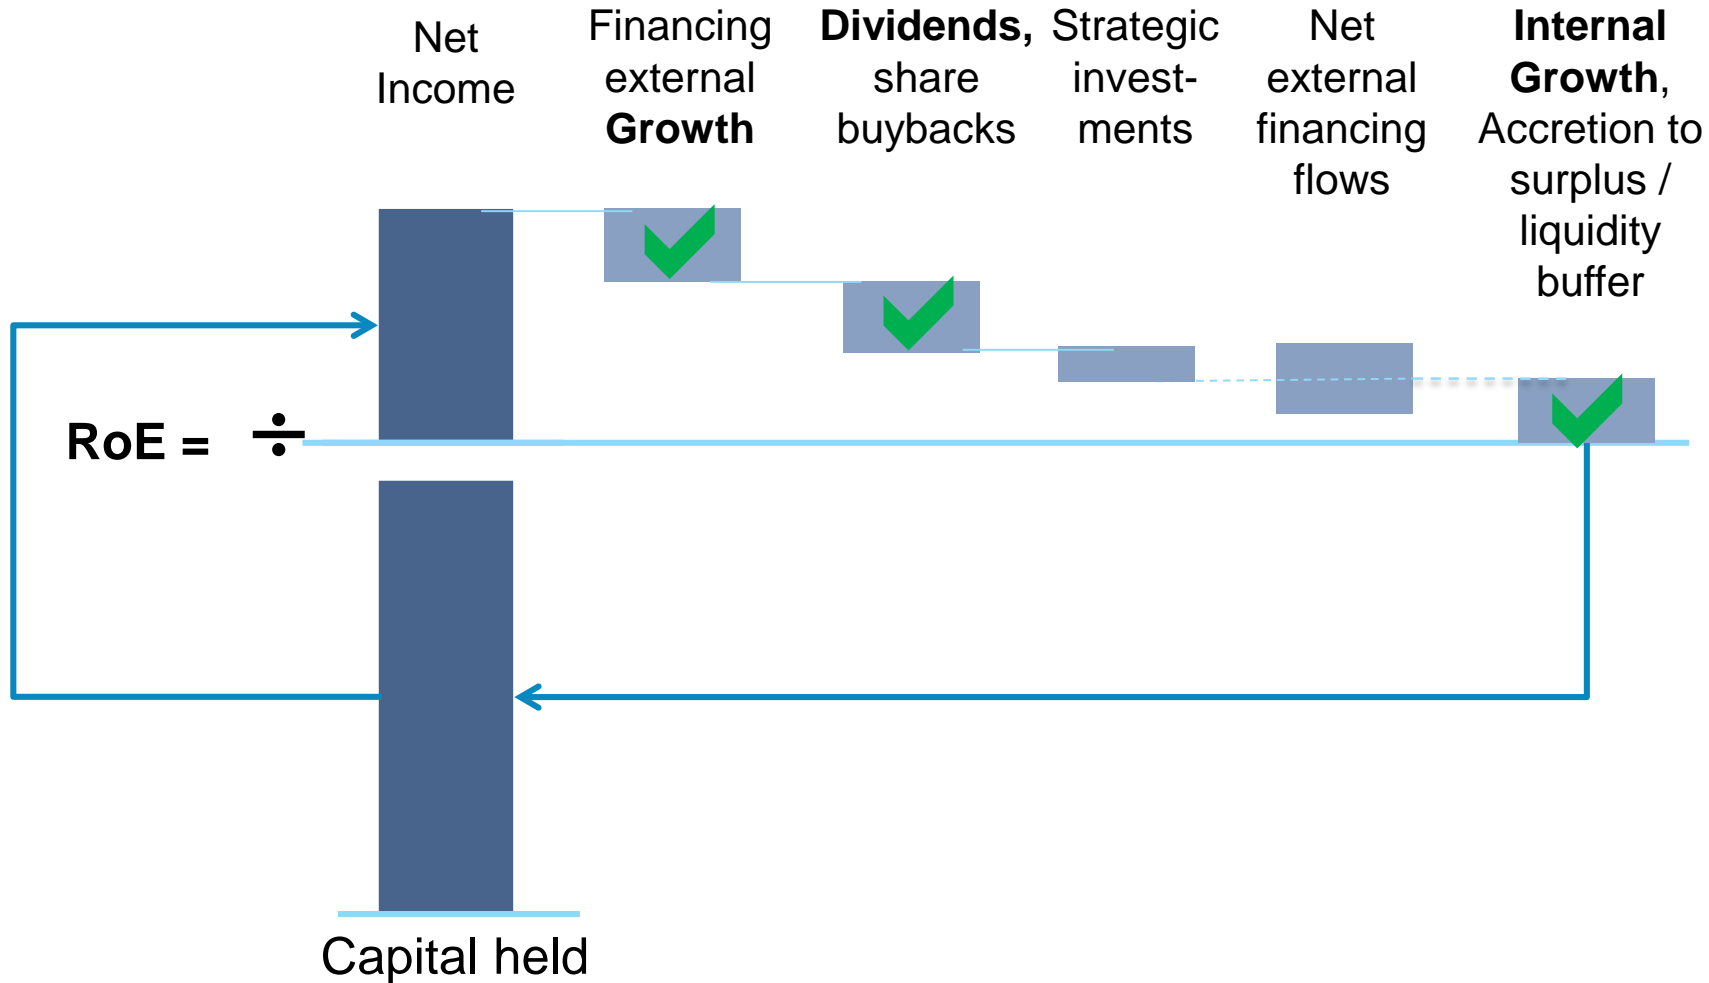 Net
Income
Financing
external
Growth
Dividends,
share
buybacks
Strategic
invest-
ments
Net
external
financing
flows
Internal
Growth,
Accretion to
surplus /
liquidity
buffer
RoE = ÷
Capital held